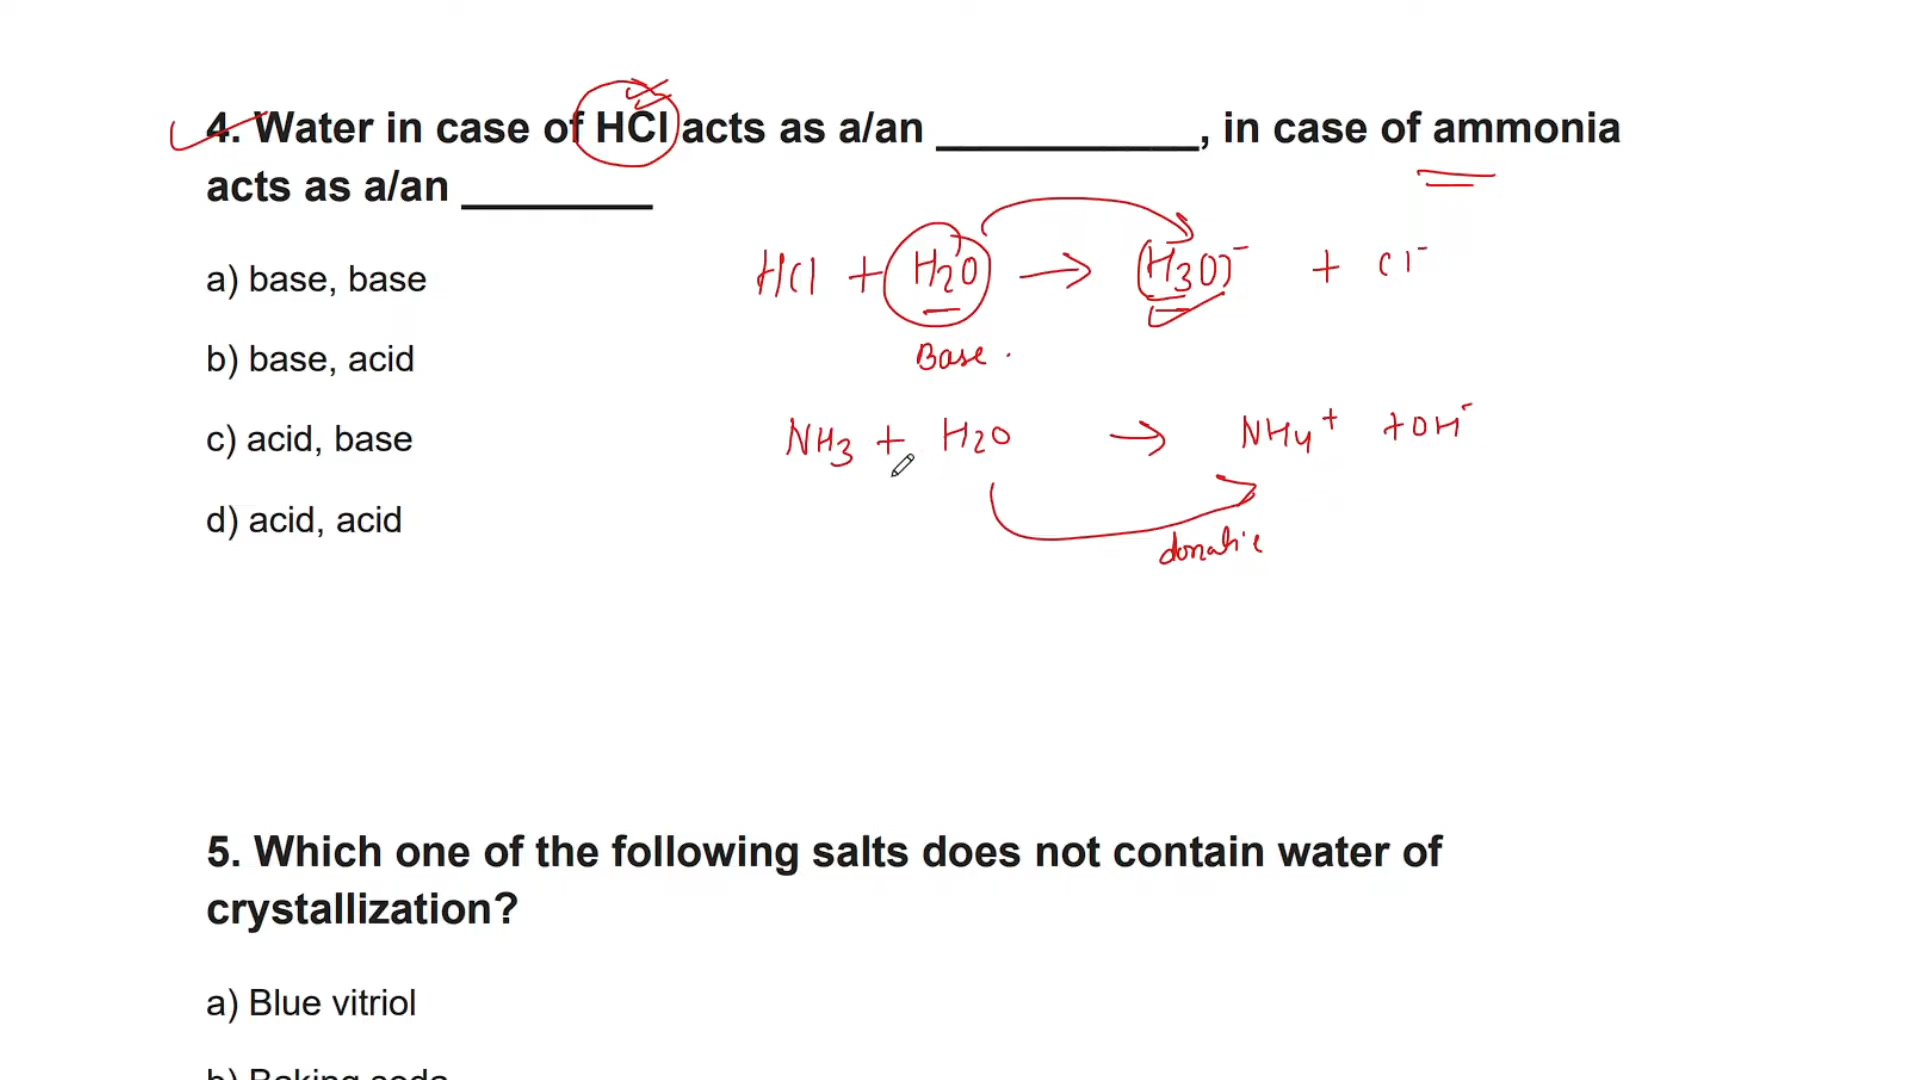 4. Water in case of HCl acts as a/an ___________, in case of ammonia
acts as a/an ________
a) base, base
b) base, acid
c) acid, base
d) acid, acid
HCl + H2O → (H3O)⁻ + Cl⁻
Base .
NH3 + H2O → NH4⁺ + OH⁻
5. Which one of the following salts does not contain water of
crystallization?
a) Blue vitriol
b) Baking soda